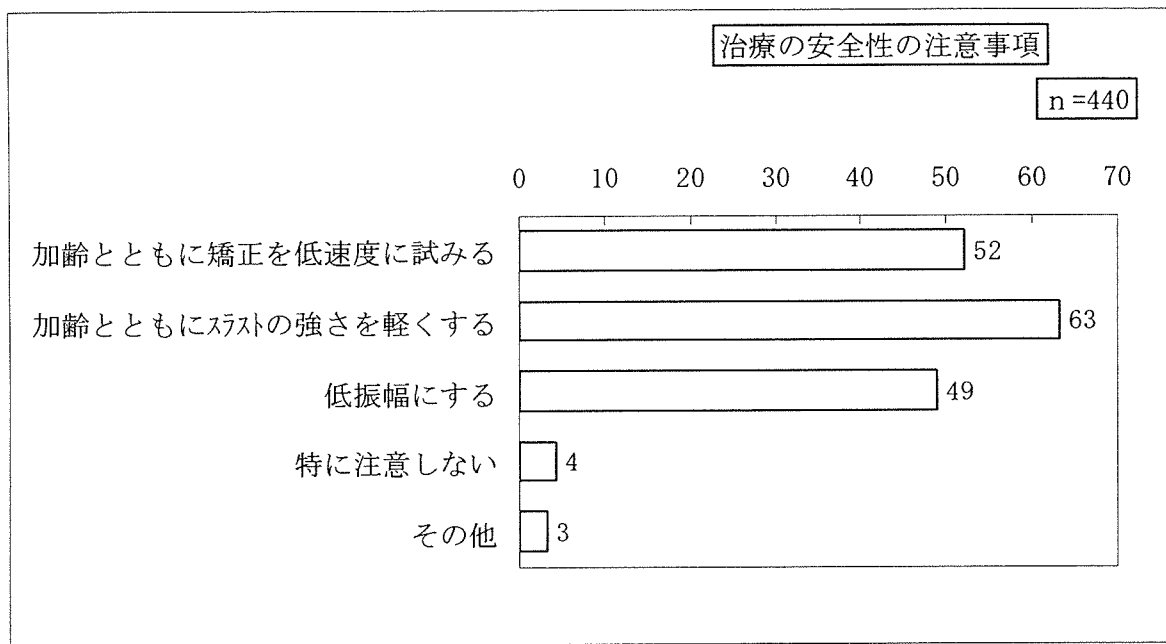 治療の安全性の注意事項
n=440
0 10 20 30 40 50 60 70
加齢とともに矯正を低速度に試みる 52
加齢とともにｽﾗｽﾄの強さを軽くする 63
低振幅にする 49
特に注意しない 4
その他 3